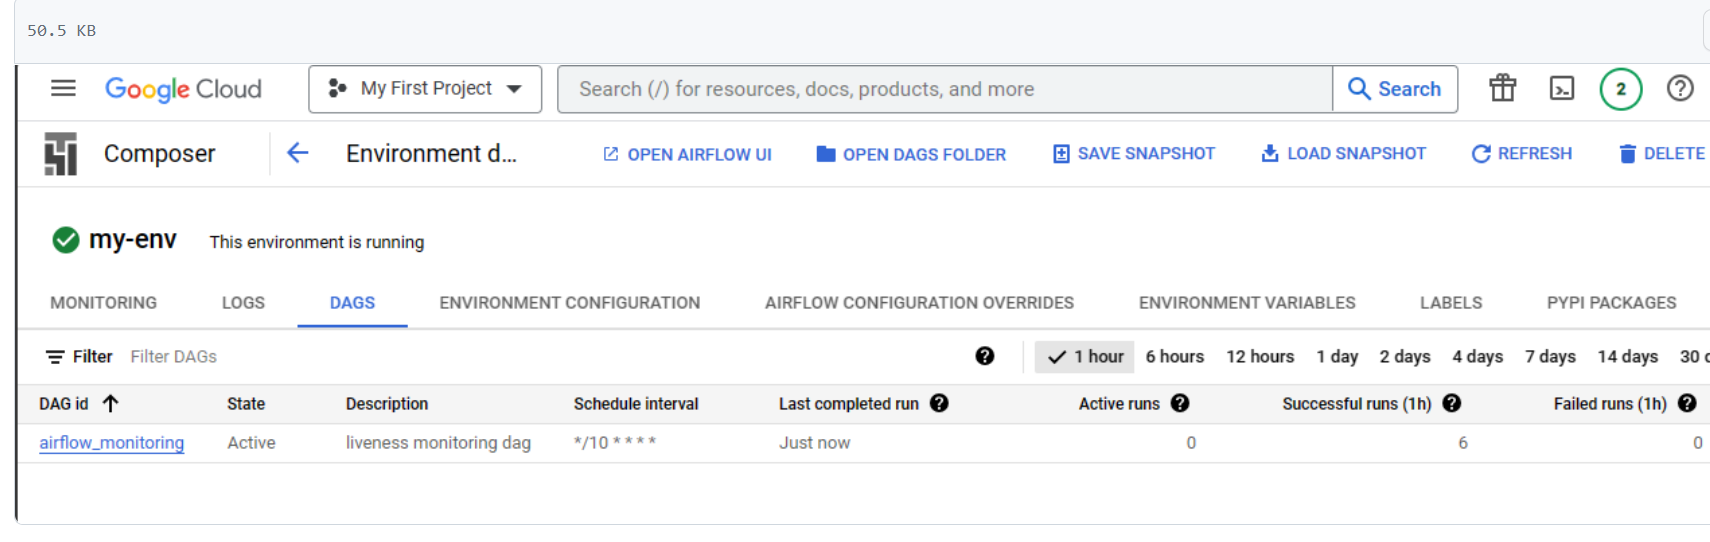 50.5 KB
Google Cloud My First Project Search (/) for resources, docs, products, and more Search 2
Composer Environment d... OPEN AIRFLOW UI OPEN DAGS FOLDER SAVE SNAPSHOT LOAD SNAPSHOT REFRESH DELETE
my-env This environment is running
MONITORING LOGS DAGS ENVIRONMENT CONFIGURATION AIRFLOW CONFIGURATION OVERRIDES ENVIRONMENT VARIABLES LABELS PYPI PACKAGES
Filter Filter DAGs 1 hour 6 hours 12 hours 1 day 2 days 4 days 7 days 14 days 30
DAG id State Description Schedule interval Last completed run Active runs Successful runs (1h) Failed runs (1h)
airflow_monitoring Active liveness monitoring dag */10 * * * * Just now 0 6 0